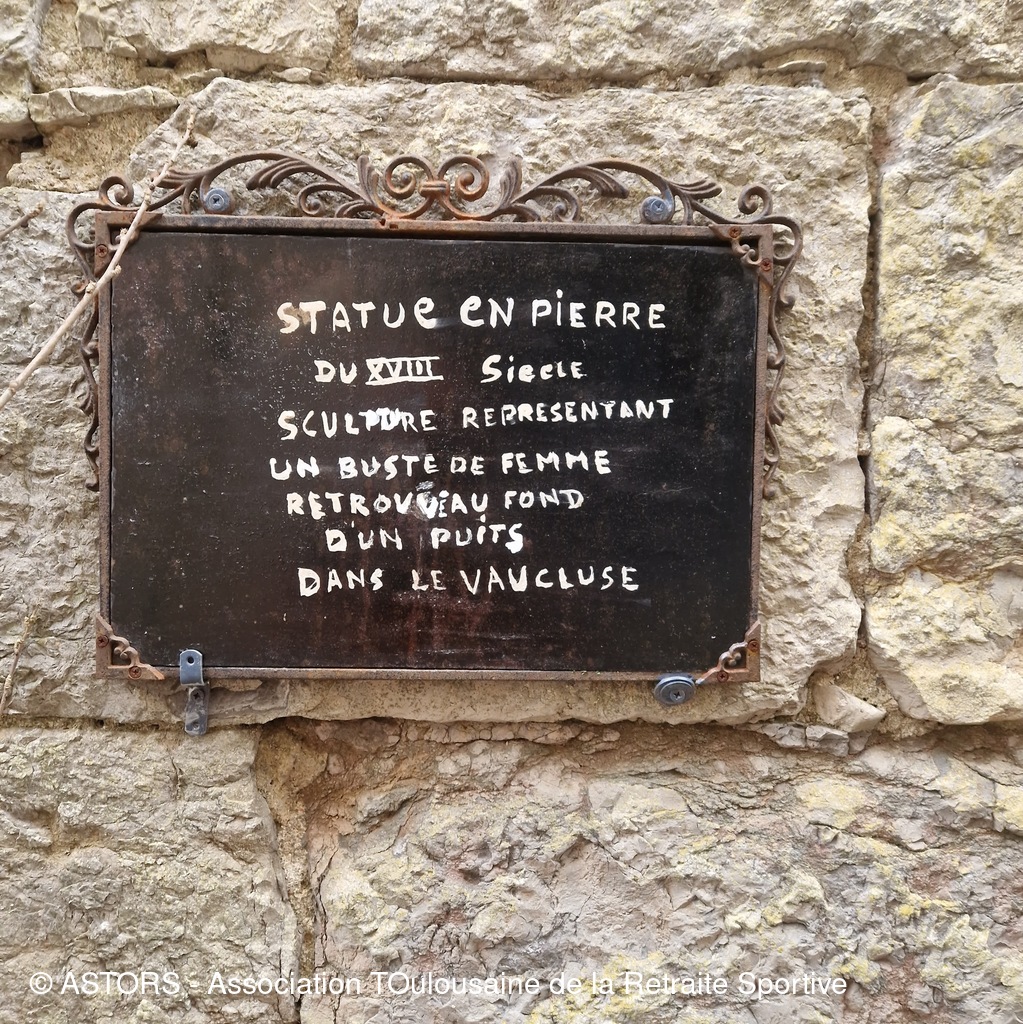 STATUe eN PiERRE
DU XVIII SiecLE
SCULPTURE REPRESENTANT
UN BUSTE DE FEMME
RETROUVÉ AU FOND
D'UN PUiTS
DANS LE VAUCLUSE
© ASTORS - Association TOulousaine de la Retraite Sportive